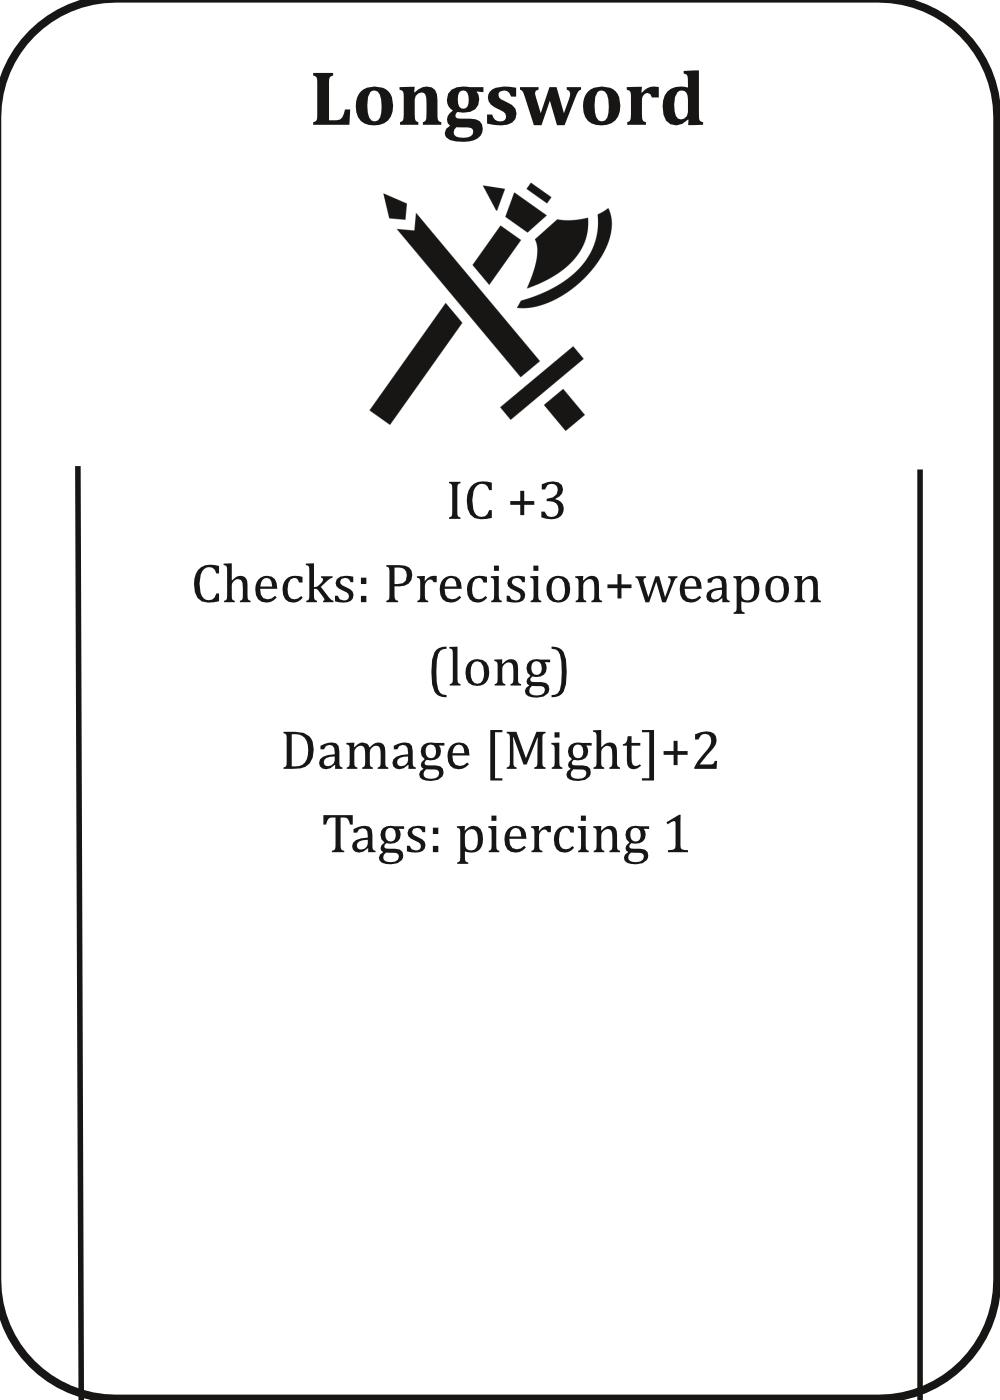 Longsword
IC +3
Checks: Precision+weapon
(long)
Damage [Might]+2
Tags: piercing 1